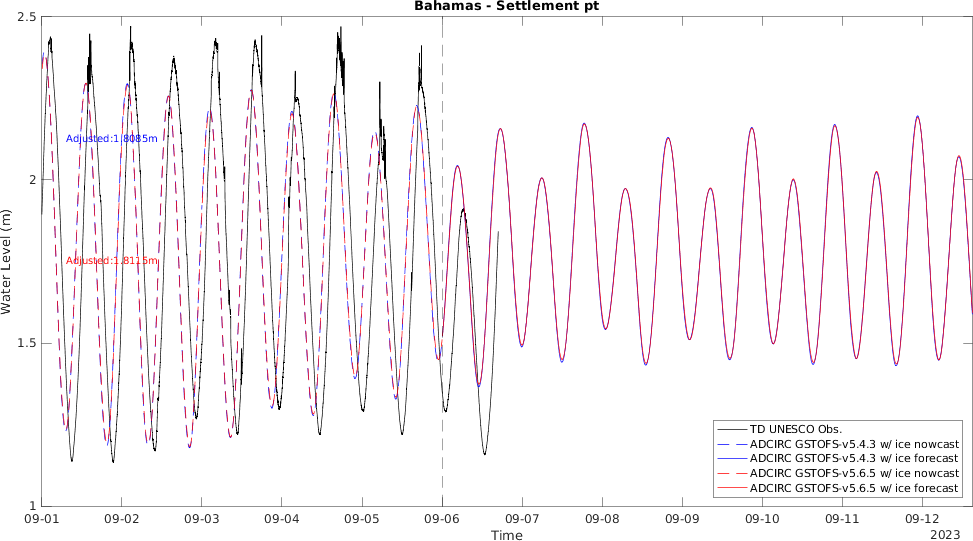 Bahamas - Settlement pt
2.5
2
1.5
1
Water Level (m)
Adjusted:1.8085m
Adjusted:1.8115m
TD UNESCO Obs.
ADCIRC GSTOFS-v5.4.3 w/ ice nowcast
ADCIRC GSTOFS-v5.4.3 w/ ice forecast
ADCIRC GSTOFS-v5.6.5 w/ ice nowcast
ADCIRC GSTOFS-v5.6.5 w/ ice forecast
09-01 09-02 09-03 09-04 09-05 09-06 09-07 09-08 09-09 09-10 09-11 09-12
Time
2023